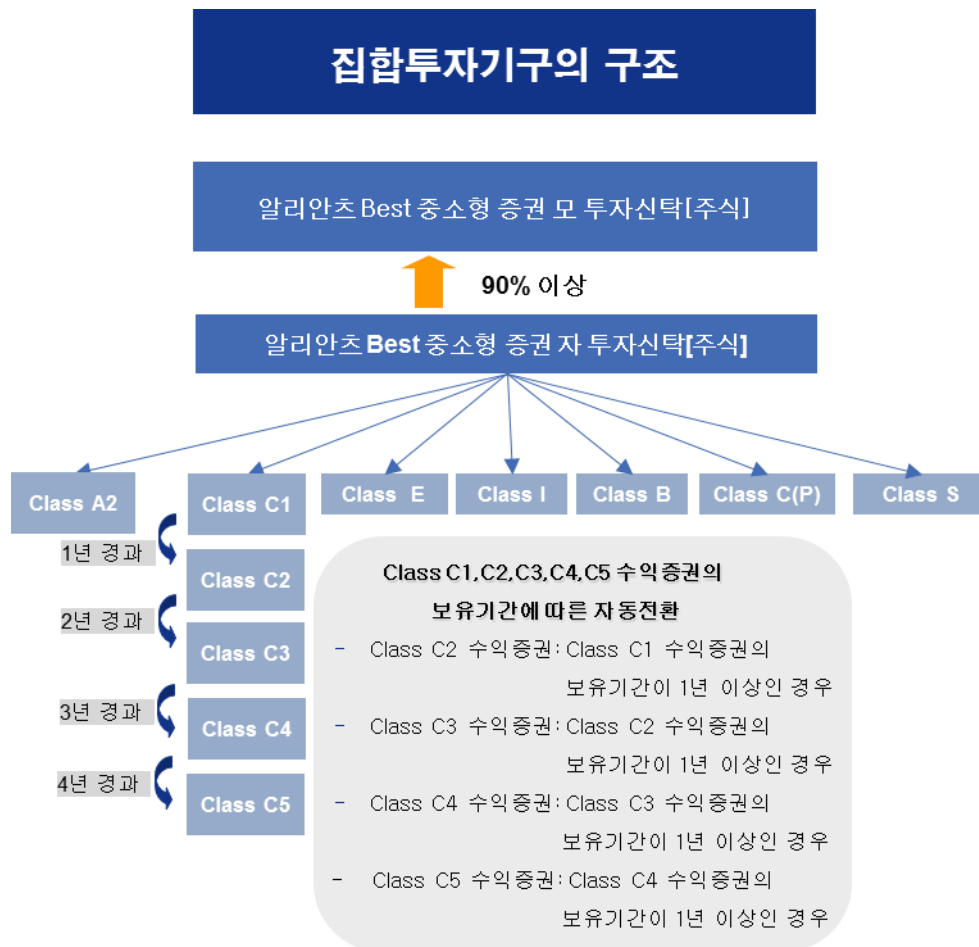 집합투자기구의 구조
알리안츠 Best 중소형 증권 모 투자신탁[주식]
90% 이상
알리안츠 Best 중소형 증권 자 투자신탁[주식]
Class A2
Class C1
Class E
Class I
Class B
Class C(P)
Class S
1년 경과
Class C2
2년 경과
Class C3
3년 경과
Class C4
4년 경과
Class C5
Class C1,C2,C3,C4,C5 수익증권의
보유기간에 따른 자동전환
- Class C2 수익증권: Class C1 수익증권의
보유기간이 1년 이상인 경우
- Class C3 수익증권: Class C2 수익증권의
보유기간이 1년 이상인 경우
- Class C4 수익증권: Class C3 수익증권의
보유기간이 1년 이상인 경우
- Class C5 수익증권: Class C4 수익증권의
보유기간이 1년 이상인 경우